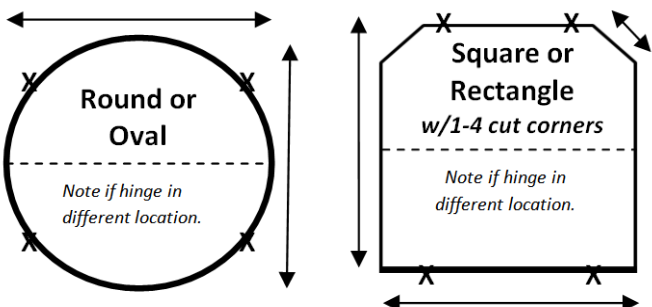 X
X
Round or
Oval
Note if hinge in
different location.
X
X
X
X
Square or
Rectangle
w/1-4 cut corners
Note if hinge in
different location.
X
X